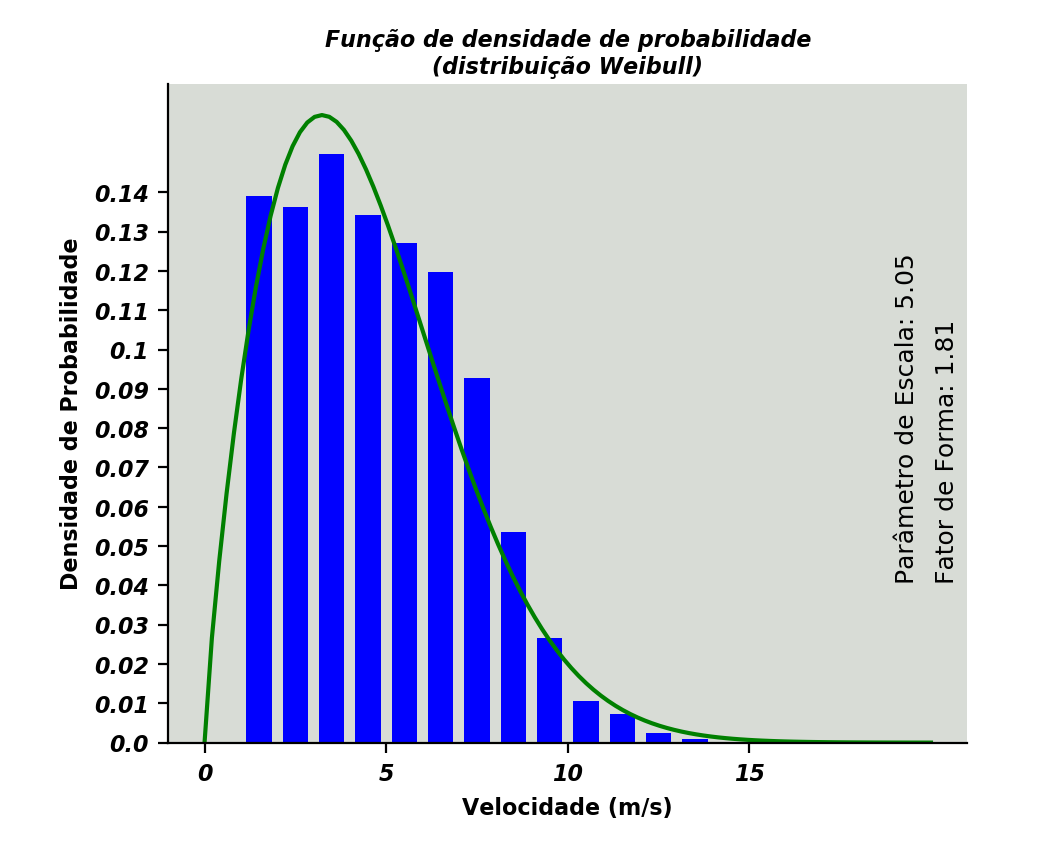 Função de densidade de probabilidade
(distribuição Weibull)
Densidade de Probabilidade
0.14
0.13
0.12
0.11
0.1
0.09
0.08
0.07
0.06
0.05
0.04
0.03
0.02
0.01
0.0
0 5 10 15
Velocidade (m/s)
Parâmetro de Escala: 5.05
Fator de Forma: 1.81